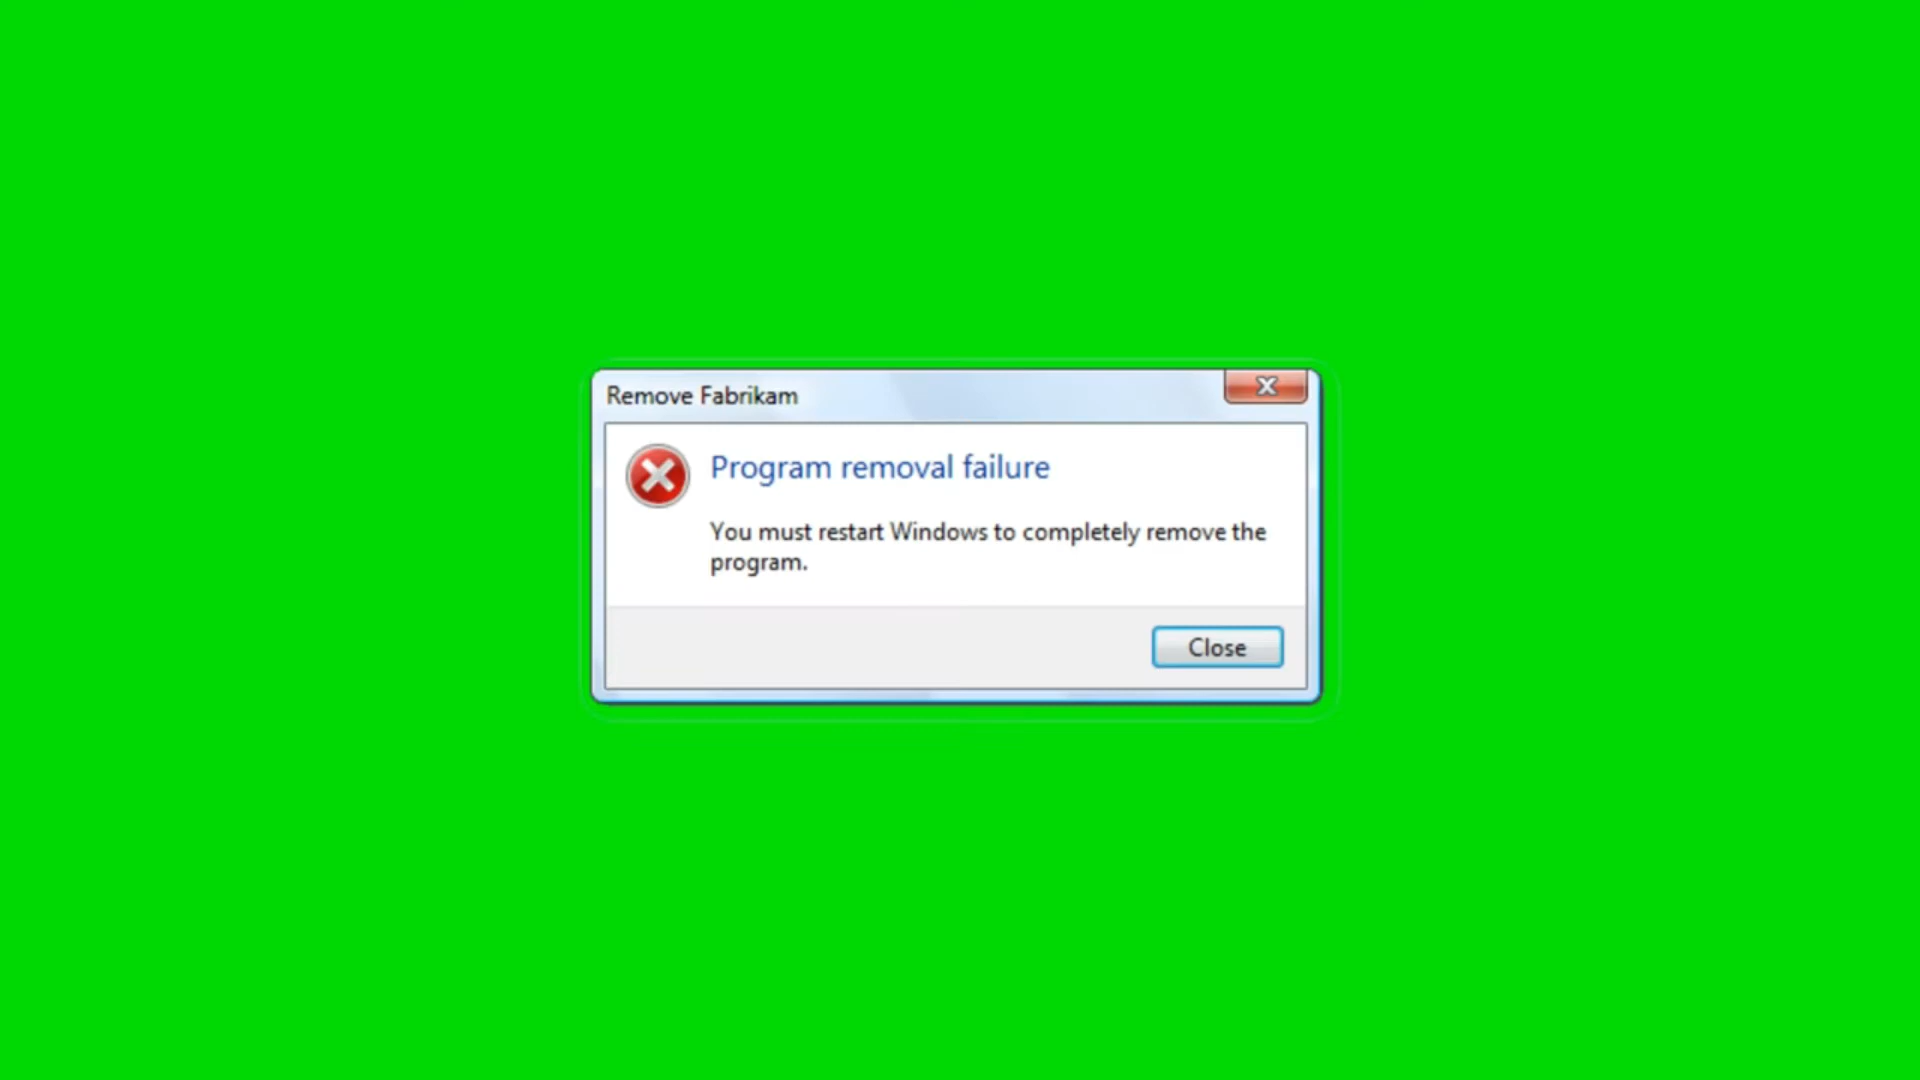 Remove Fabrikam
Program removal failure
You must restart Windows to completely remove the
program.
Close